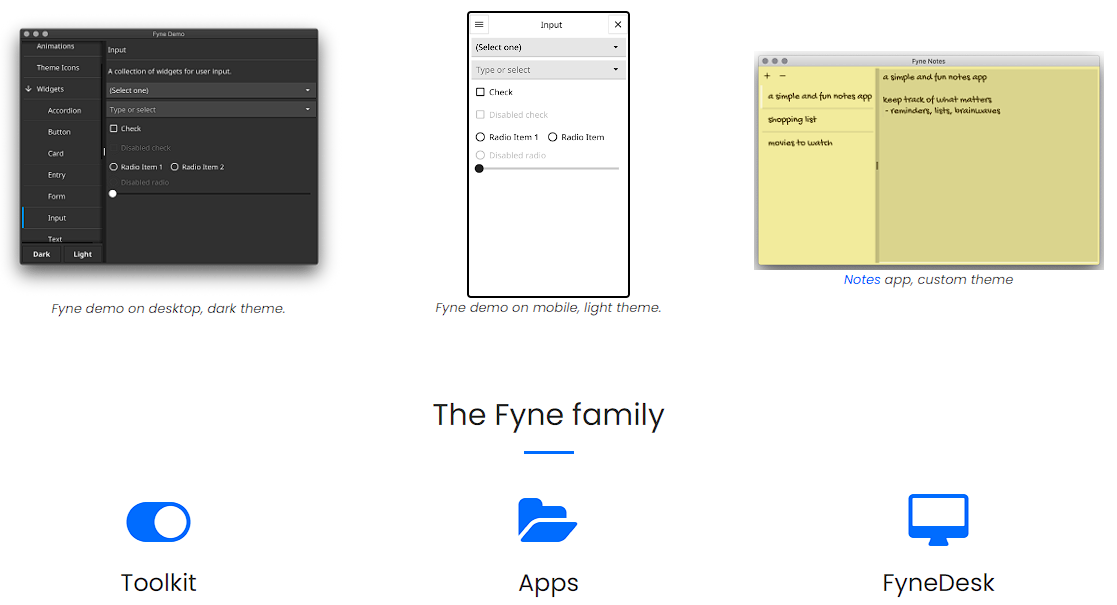 Fyne Demo
Animations
Theme Icons
Widgets
Accordion
Button
Card
Entry
Form
Input
Text
Dark Light
Input
A collection of widgets for user input.
(Select one)
Type or select
Check
Disabled check
Radio Item 1 Radio Item 2
Disabled radio
Fyne demo on desktop, dark theme.
Input
(Select one)
Type or select
Check
Disabled check
Radio Item 1 Radio Item
Disabled radio
Fyne demo on mobile, light theme.
Fyne Notes
a simple and fun notes app
shopping list
movies to watch
a simple and fun notes app
keep track of what matters
- reminders, lists, brainwaves
Notes app, custom theme
The Fyne family
Toolkit Apps FyneDesk